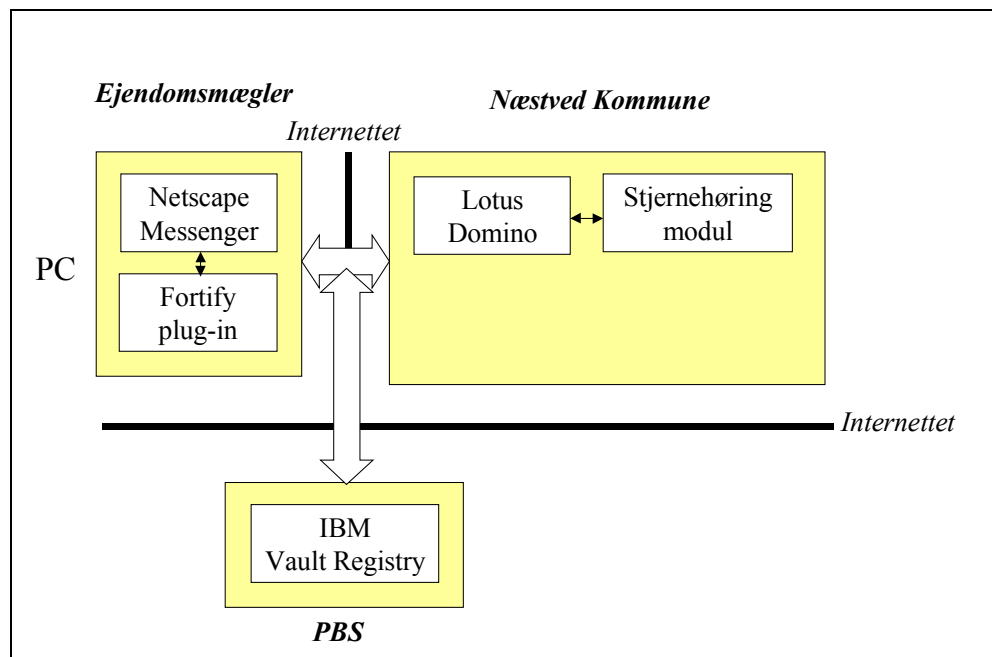 Ejendomsmægler
Næstved Kommune
Internettet
Netscape
Messenger
Lotus
Domino
Stjernehøring
modul
PC
Fortify
plug-in
Internettet
IBM
Vault Registry
PBS